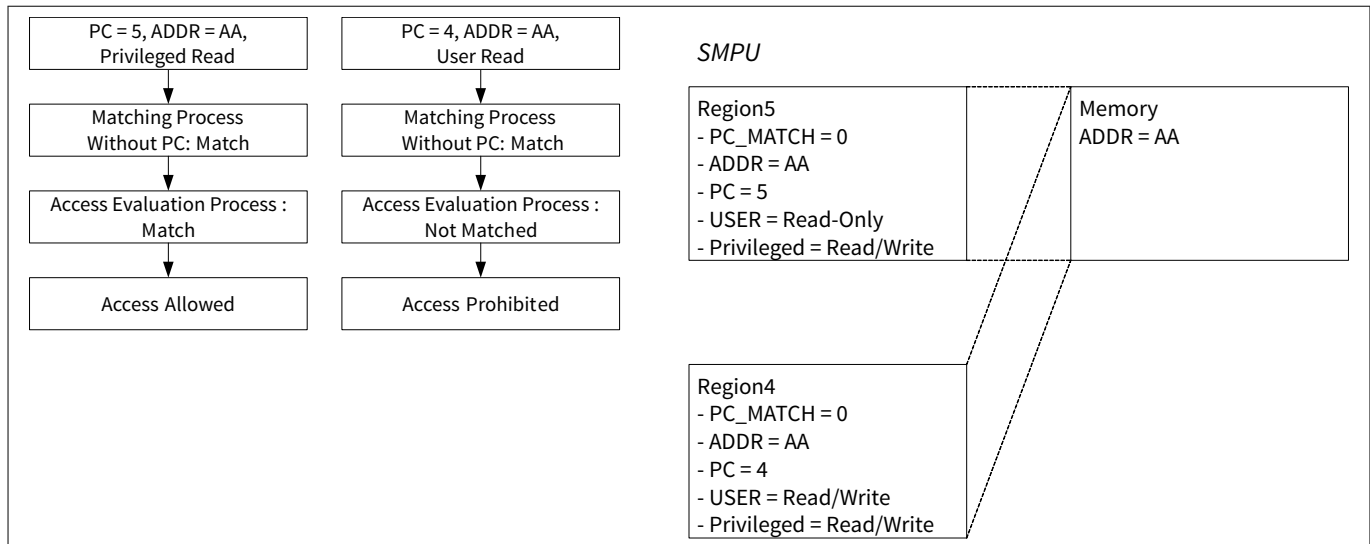 PC = 5, ADDR = AA,
Privileged Read
Matching Process
Without PC: Match
Access Evaluation Process :
Match
Access Allowed
PC = 4, ADDR = AA,
User Read
Matching Process
Without PC: Match
Access Evaluation Process :
Not Matched
Access Prohibited
SMPU
Region5
- PC_MATCH = 0
- ADDR = AA
- PC = 5
- USER = Read-Only
- Privileged = Read/Write
Memory
ADDR = AA
Region4
- PC_MATCH = 0
- ADDR = AA
- PC = 4
- USER = Read/Write
- Privileged = Read/Write